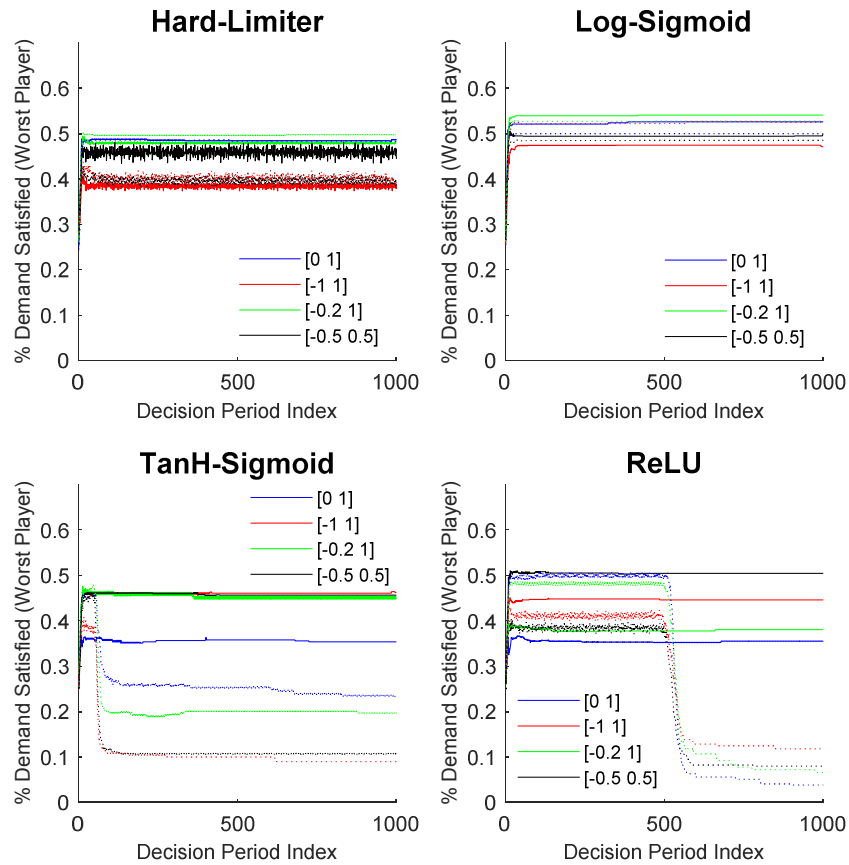 Hard-Limiter
% Demand Satisfied (Worst Player)
0.6
0.5
0.4
0.3
0.2
0.1
0
[0 1]
[-1 1]
[-0.2 1]
[-0.5 0.5]
0 500 1000
Decision Period Index
Log-Sigmoid
% Demand Satisfied (Worst Player)
0.6
0.5
0.4
0.3
0.2
0.1
0
[0 1]
[-1 1]
[-0.2 1]
[-0.5 0.5]
0 500 1000
Decision Period Index
TanH-Sigmoid
% Demand Satisfied (Worst Player)
0.6
0.5
0.4
0.3
0.2
0.1
0
[0 1]
[-1 1]
[-0.2 1]
[-0.5 0.5]
0 500 1000
Decision Period Index
ReLU
% Demand Satisfied (Worst Player)
0.6
0.5
0.4
0.3
0.2
0.1
0
[0 1]
[-1 1]
[-0.2 1]
[-0.5 0.5]
0 500 1000
Decision Period Index